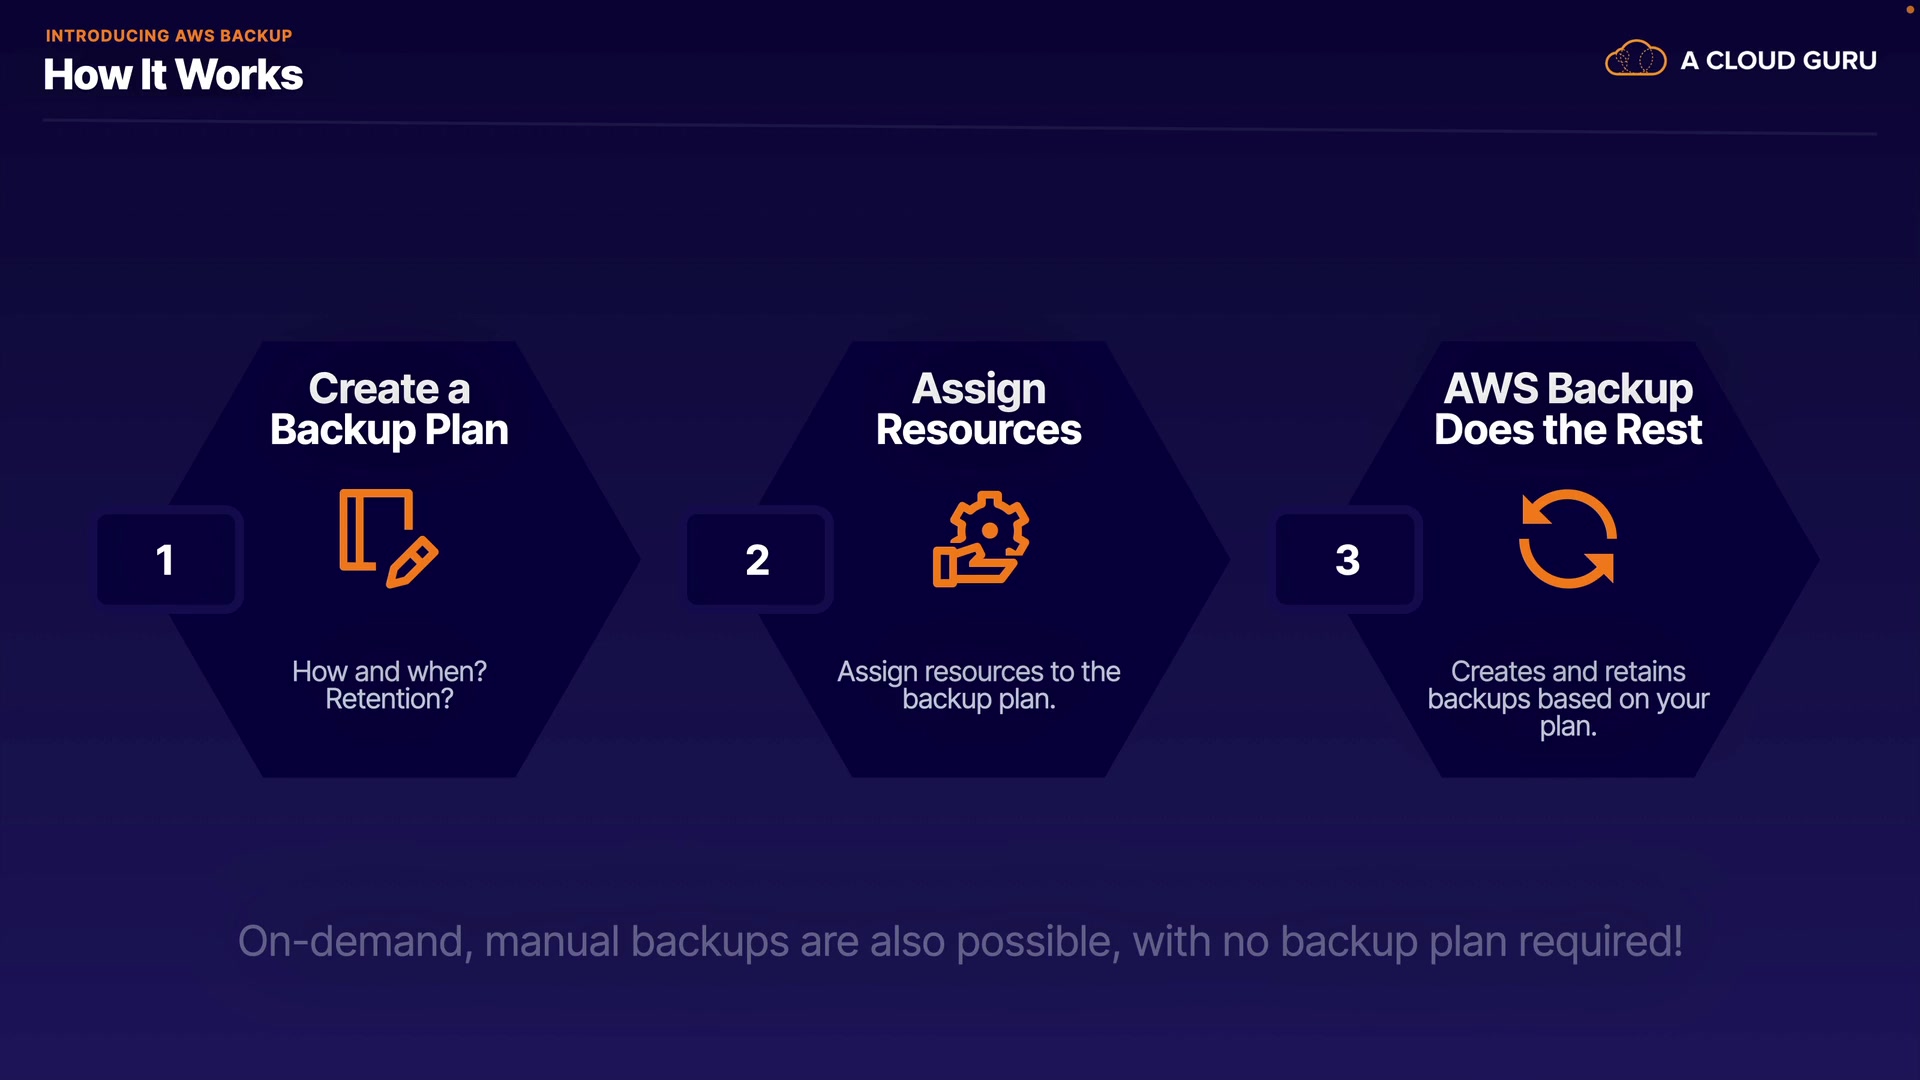 INTRODUCING AWS BACKUP
How It Works
A CLOUD GURU
Create a
Backup Plan
1
How and when?
Retention?
Assign
Resources
2
Assign resources to the
backup plan.
AWS Backup
Does the Rest
3
Creates and retains
backups based on your
plan.
On-demand, manual backups are also possible, with no backup plan required!